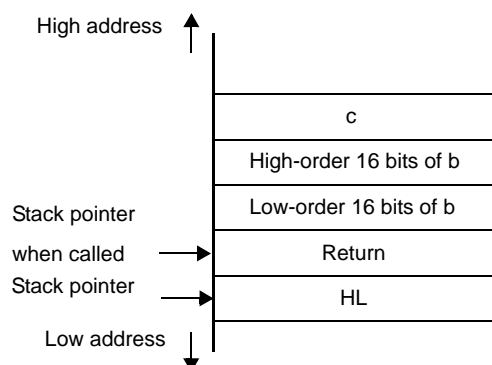 High address
c
High-order 16 bits of b
Low-order 16 bits of b
Stack pointer
when called
Return
Stack pointer
HL
Low address